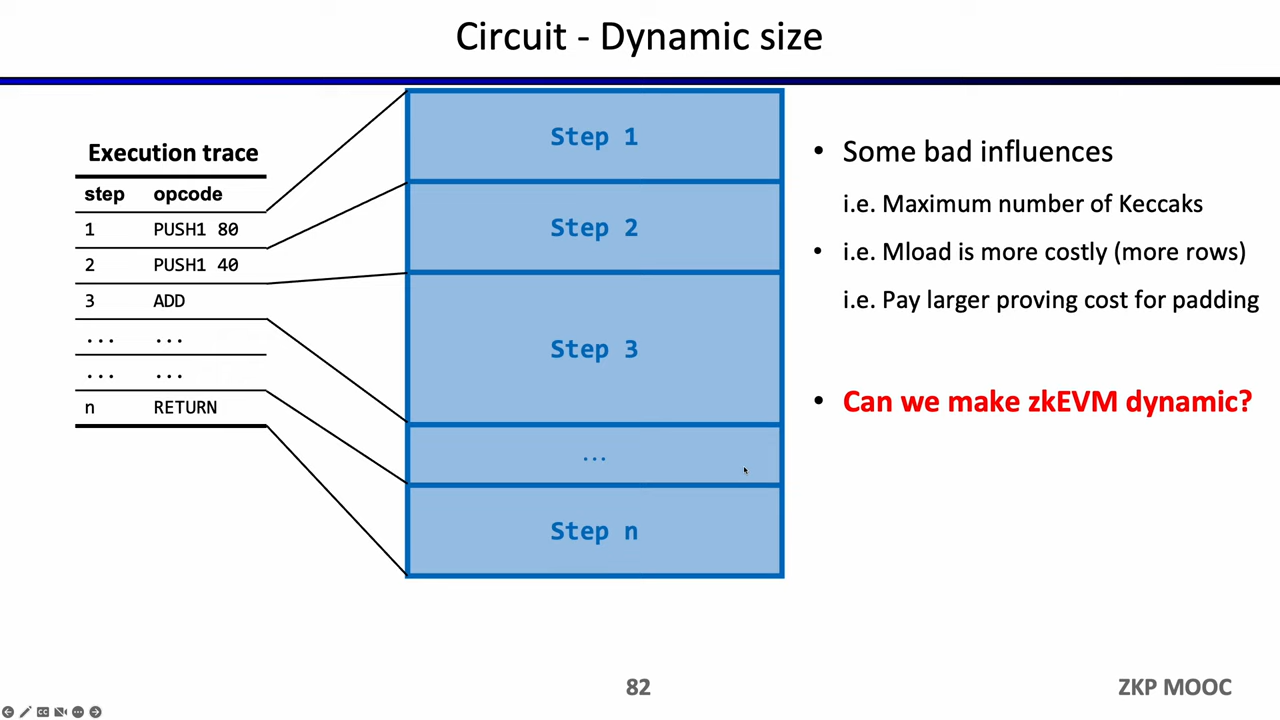 Circuit - Dynamic size
Execution trace
step opcode
1 PUSH1 80
2 PUSH1 40
3 ADD
... ...
... ...
n RETURN
Step 1
Step 2
Step 3
...
Step n
• Some bad influences
i.e. Maximum number of Keccaks
• i.e. Mload is more costly (more rows)
i.e. Pay larger proving cost for padding
• Can we make zkEVM dynamic?
82
ZKP MOOC